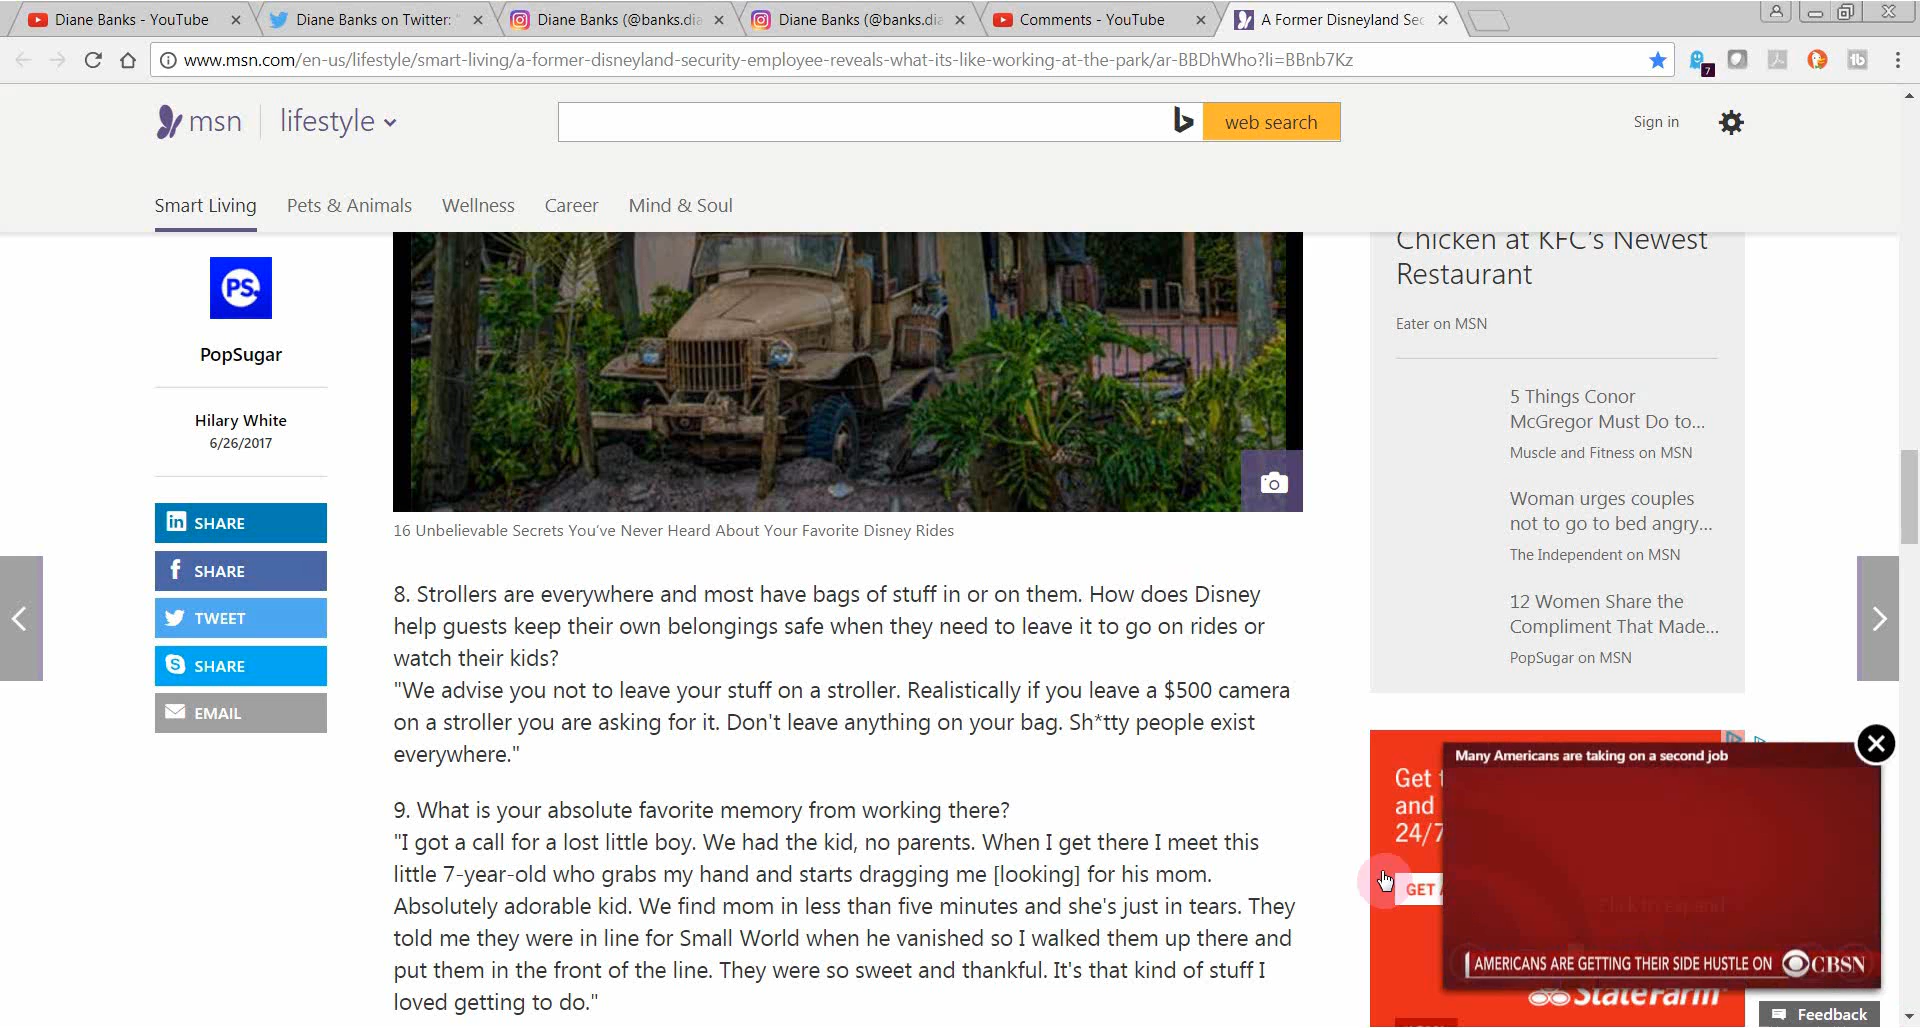 Diane Banks - YouTube
Diane Banks on Twitter: "
Diane Banks (@banks.dia
Diane Banks (@banks.dia
Comments - YouTube
A Former Disneyland Sec
www.msn.com/en-us/lifestyle/smart-living/a-former-disneyland-security-employee-reveals-what-its-like-working-at-the-park/ar-BBDhWho?li=BBnb7Kz
7
msn
lifestyle
web search
Sign in
Smart Living
Pets & Animals
Wellness
Career
Mind & Soul
PS.
PopSugar
Hilary White
6/26/2017
SHARE
SHARE
TWEET
SHARE
EMAIL
16 Unbelievable Secrets You've Never Heard About Your Favorite Disney Rides
8. Strollers are everywhere and most have bags of stuff in or on them. How does Disney
help guests keep their own belongings safe when they need to leave it to go on rides or
watch their kids?
"We advise you not to leave your stuff on a stroller. Realistically if you leave a $500 camera
on a stroller you are asking for it. Don't leave anything on your bag. Sh*tty people exist
everywhere."
9. What is your absolute favorite memory from working there?
"I got a call for a lost little boy. We had the kid, no parents. When I get there I meet this
little 7-year-old who grabs my hand and starts dragging me [looking] for his mom.
Absolutely adorable kid. We find mom in less than five minutes and she's just in tears. They
told me they were in line for Small World when he vanished so I walked them up there and
put them in the front of the line. They were so sweet and thankful. It's that kind of stuff I
loved getting to do."
Chicken at KFC's Newest
Restaurant
Eater on MSN
5 Things Conor
McGregor Must Do to...
Muscle and Fitness on MSN
Woman urges couples
not to go to bed angry...
The Independent on MSN
12 Women Share the
Compliment That Made...
PopSugar on MSN
Get
and
24/7
GET
Many Americans are taking on a second job
AMERICANS ARE GETTING THEIR SIDE HUSTLE ON
CBSN
StateFarm
Feedback